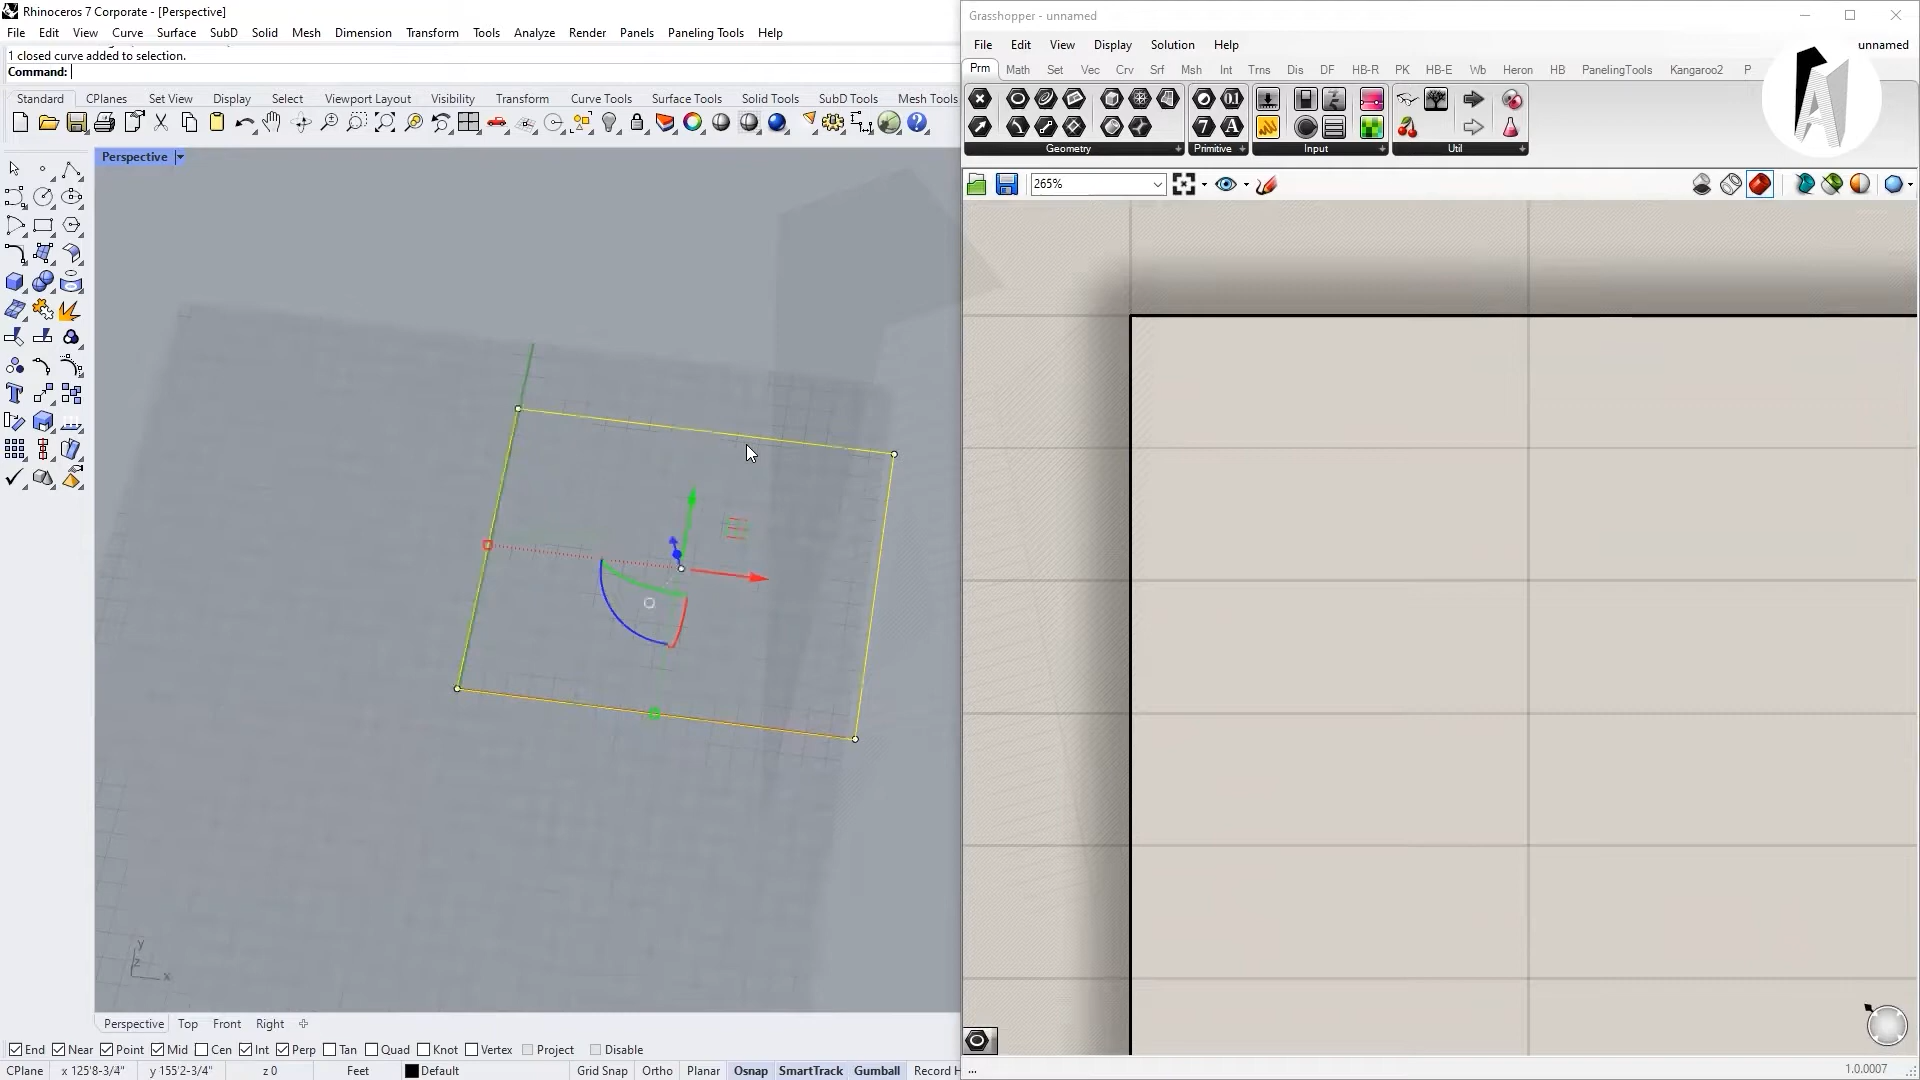 Rhinoceros 7 Corporate - [Perspective]
File Edit View Curve Surface SubD Solid Mesh Dimension Transform Tools Analyze Render Panels Paneling Tools Help
1 closed curve added to selection.
Command:
Standard CPlanes Set View Display Select Viewport Layout Visibility Transform Curve Tools Surface Tools Solid Tools SubD Tools Mesh Tools
Perspective
y
z
x
Perspective Top Front Right
End Near Point Mid Cen Int Perp Tan Quad Knot Vertex Project Disable
CPlane x 125'8-3/4" y 155'2-3/4" z 0 Feet Default Grid Snap Ortho Planar Osnap SmartTrack Gumball Record H
Grasshopper - unnamed
File Edit View Display Solution Help unnamed
Prm Math Set Vec Crv Srf Msh Int Trns Dis DF HB-R PK HB-E Wb Heron HB PanelingTools Kangaroo2 P
Geometry Primitive Input Util
265%
... 1.0.0007